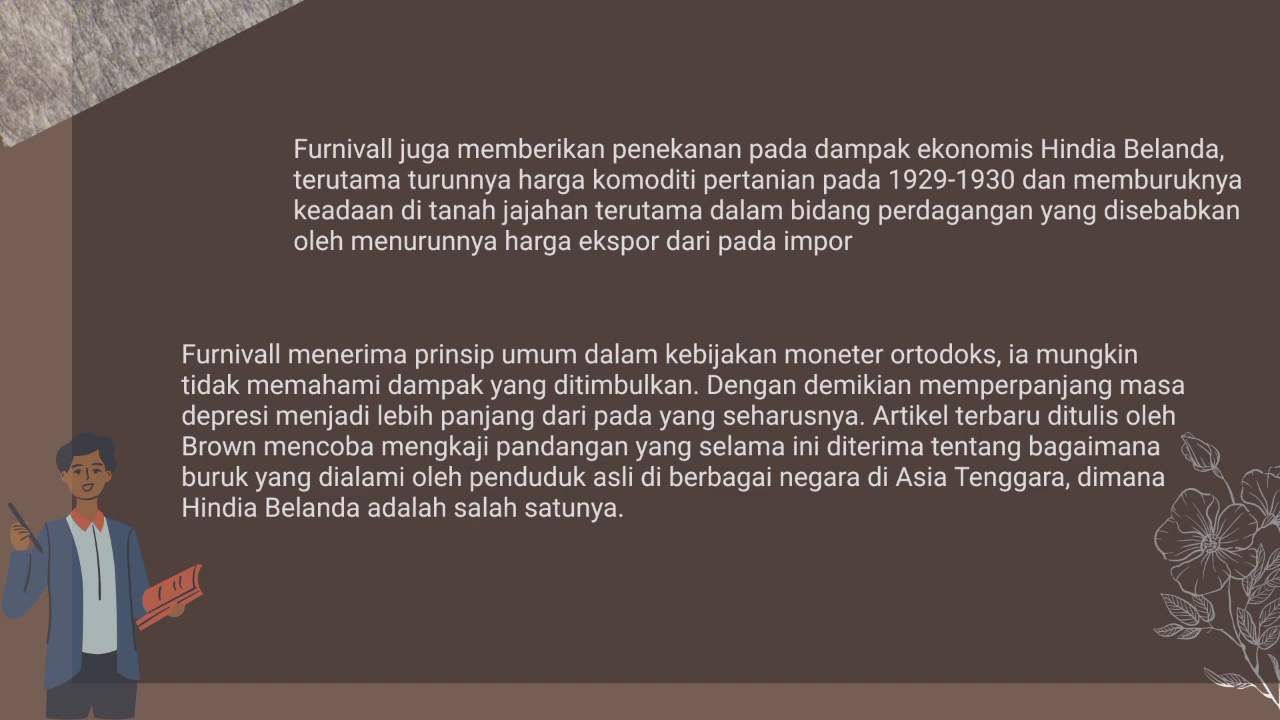 Furnivall juga memberikan penekanan pada dampak ekonomis Hindia Belanda,
terutama turunnya harga komoditi pertanian pada 1929-1930 dan memburuknya
keadaan di tanah jajahan terutama dalam bidang perdagangan yang disebabkan
oleh menurunnya harga ekspor dari pada impor
Furnivall menerima prinsip umum dalam kebijakan moneter ortodoks, ia mungkin
tidak memahami dampak yang ditimbulkan. Dengan demikian memperpanjang masa
depresi menjadi lebih panjang dari pada yang seharusnya. Artikel terbaru ditulis oleh
Brown mencoba mengkaji pandangan yang selama ini diterima tentang bagaimana
buruk yang dialami oleh penduduk asli di berbagai negara di Asia Tenggara, dimana
Hindia Belanda adalah salah satunya.